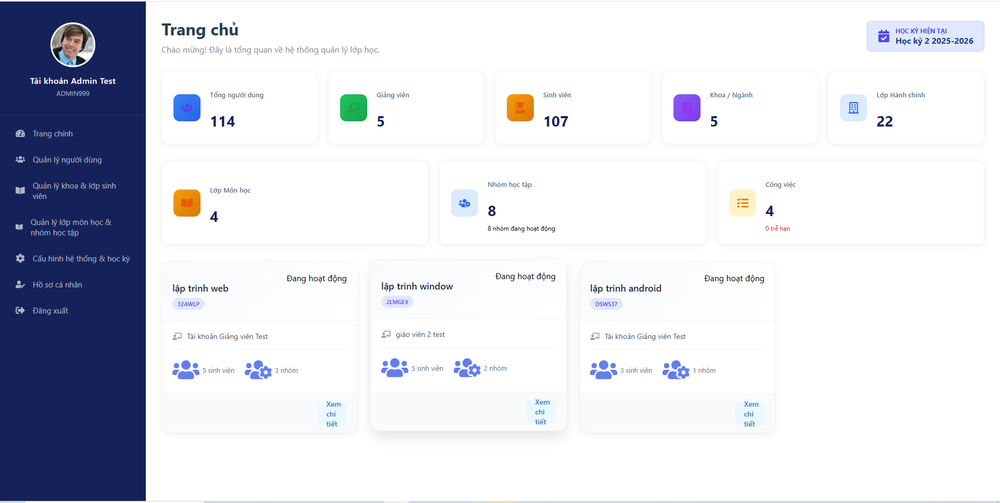 Tài khoản Admin Test
ADMIN999
Trang chính
Quản lý người dùng
Quản lý khoa & lớp sinh
viên
Quản lý lớp môn học &
nhóm học tập
Cấu hình hệ thống & học kỳ
Hồ sơ cá nhân
Đăng xuất
Trang chủ
Chào mừng! Đây là tổng quan về hệ thống quản lý lớp học.
HỌC KỲ HIỆN TẠI
Học kỳ 2 2025-2026
Tổng người dùng
114
Giảng viên
5
Sinh viên
107
Khoa / Ngành
5
Lớp Hành chính
22
Lớp Môn học
4
Nhóm học tập
8
8 nhóm đang hoạt động
Công việc
4
0 trễ hạn
Đang hoạt động
lập trình web
32AWLP
Tài khoản Giảng viên Test
5 sinh viên
3 nhóm
Xem
chi
tiết
Đang hoạt động
lập trình window
2LMGEX
giáo viên 2 test
5 sinh viên
2 nhóm
Xem
chi
tiết
Đang hoạt động
lập trình android
DSWS37
Tài khoản Giảng viên Test
3 sinh viên
1 nhóm
Xem
chi
tiết